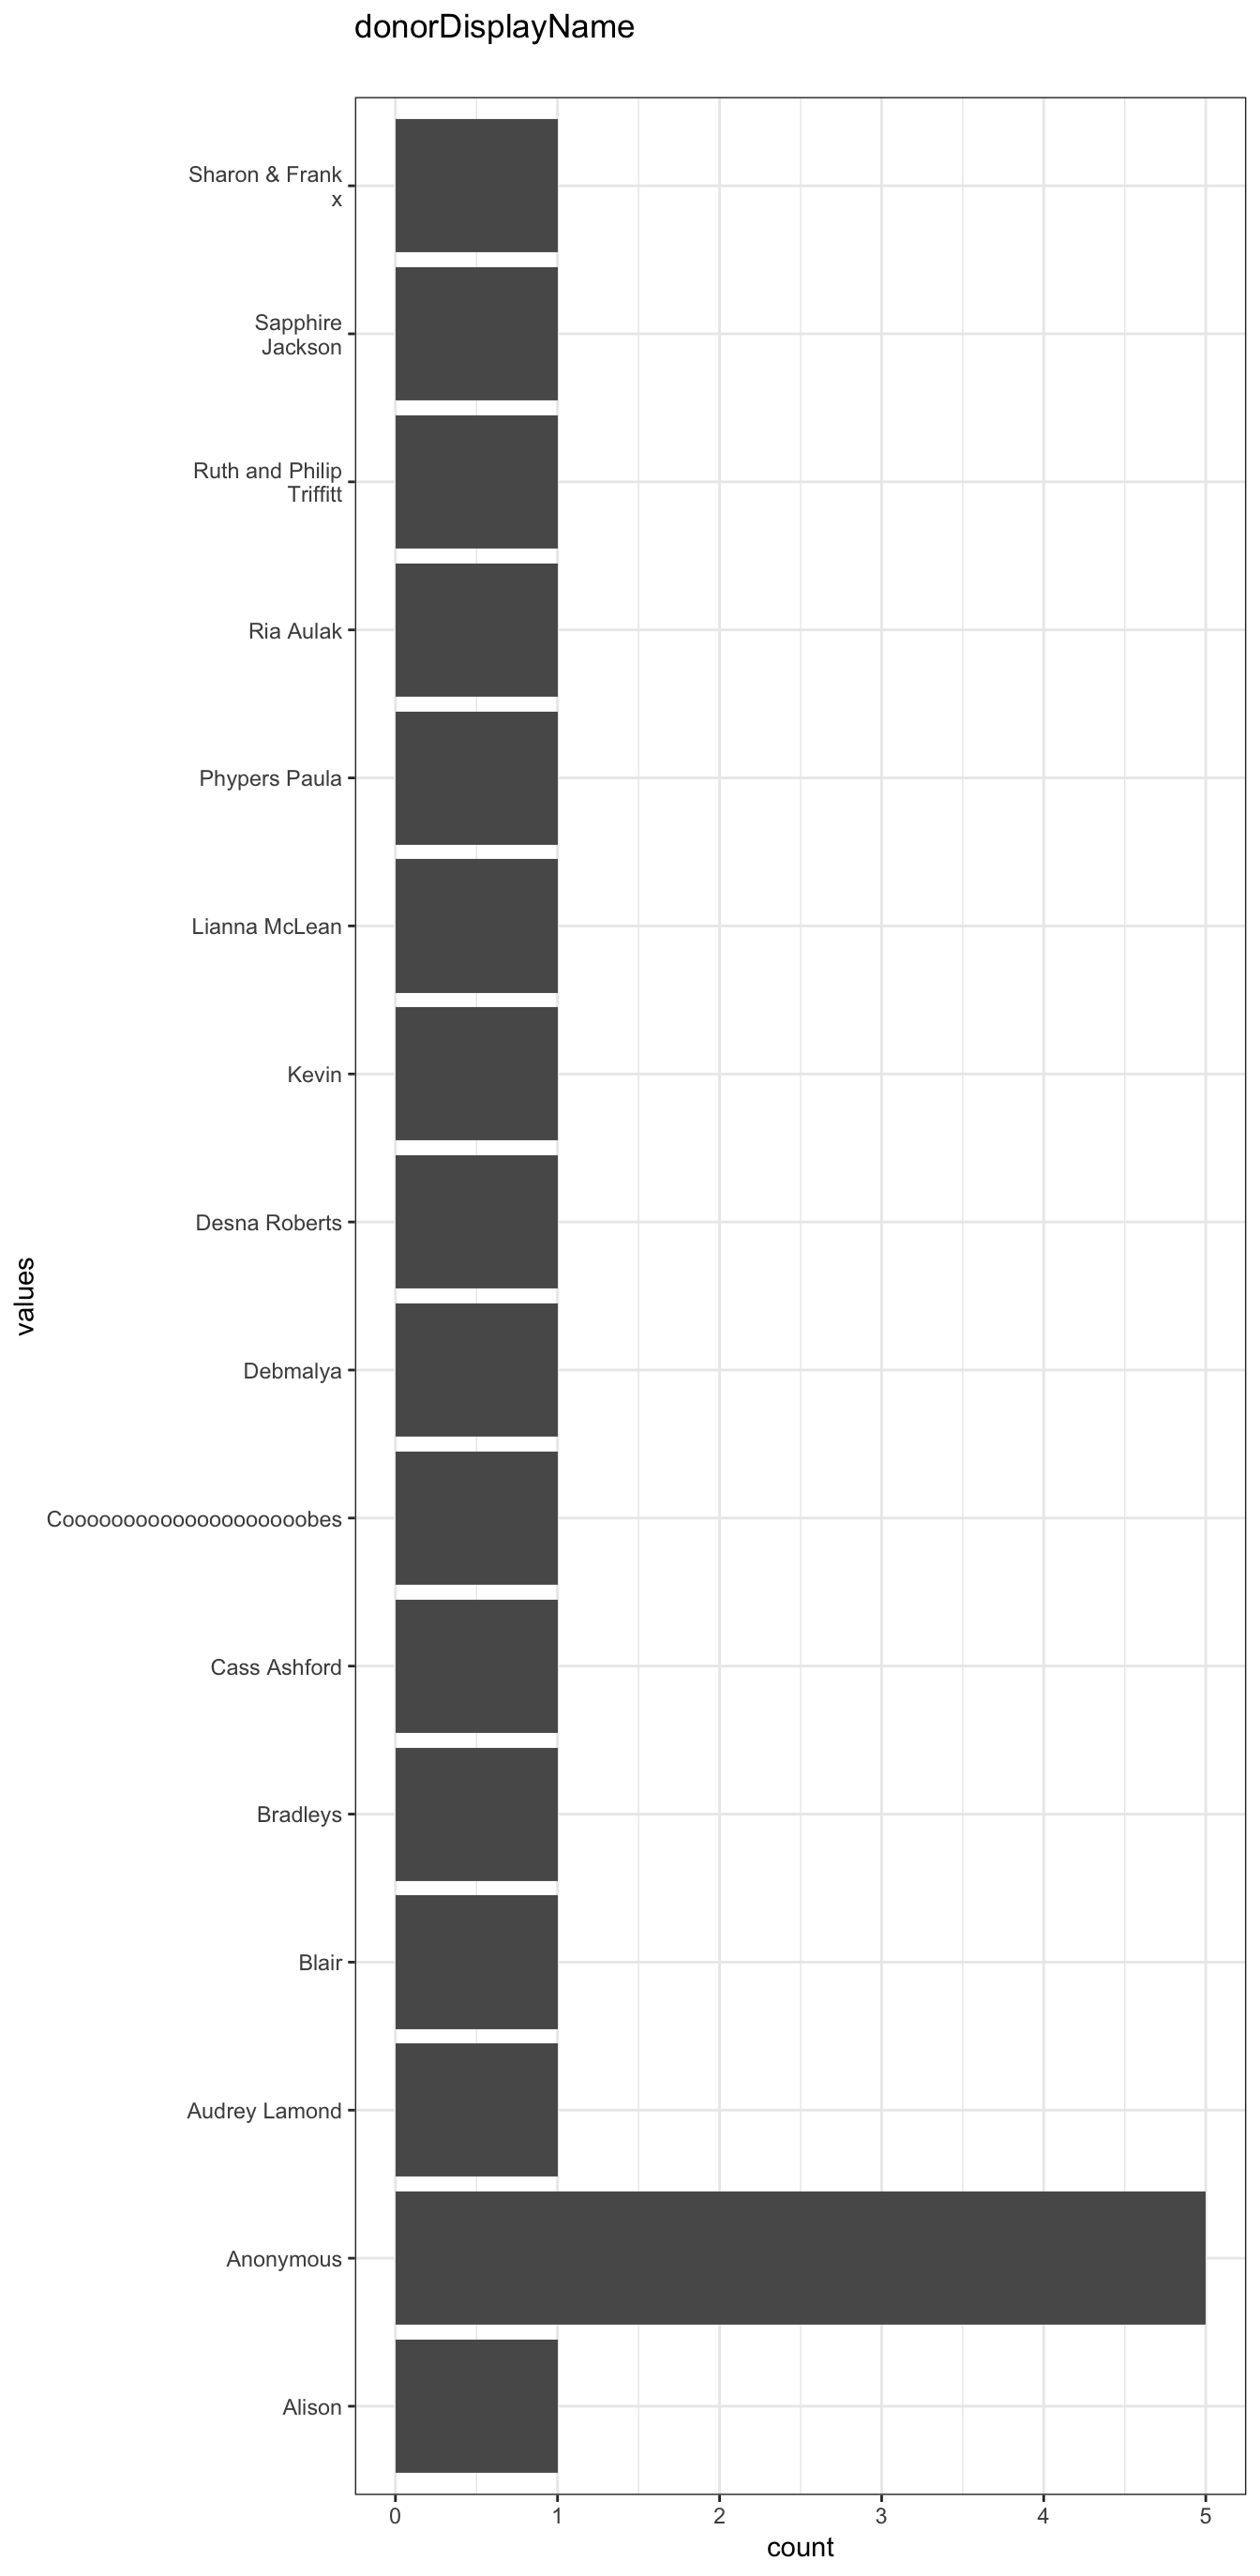 donorDisplayName
Sharon & Frank
x
Sapphire
Jackson
Ruth and Philip
Triffitt
Ria Aulak
Phypers Paula
Lianna McLean
Kevin
Desna Roberts
values
Debmalya
Coooooooooooooooooooobes
Cass Ashford
Bradleys
Blair
Audrey Lamond
Anonymous
Alison
0 1 2 3 4 5
count